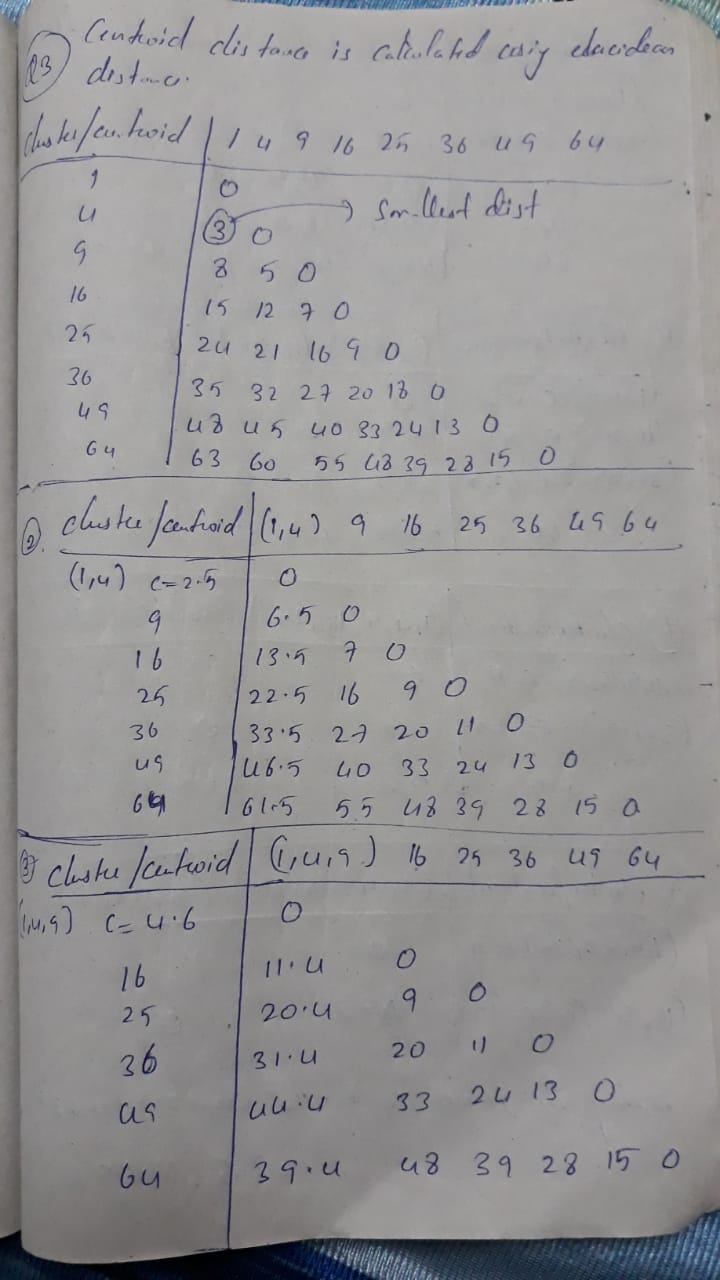 Q3) Centroid distance is calculated using elucidean
distance.
cluster/centroid | 1 4 9 16 25 36 49 64
1 0
4 3 0 → Smallest dist
9 8 5 0
16 15 12 7 0
25 24 21 16 9 0
36 35 32 27 20 18 0
49 48 45 40 33 24 13 0
64 63 60 55 48 39 28 15 0
②. cluster/centroid | (1,4) 9 16 25 36 49 64
(1,4) C=2.5 0
9 6.5 0
16 13.5 7 0
25 22.5 16 9 0
36 33.5 27 20 11 0
49 46.5 40 33 24 13 0
64 61.5 55 48 39 28 15 0
③ cluster/centroid | (1,4,9) 16 25 36 49 64
(1,4,9) C=4.6 0
16 11.4 0
25 20.4 9 0
36 31.4 20 11 0
49 44.4 33 24 13 0
64 39.4 48 39 28 15 0